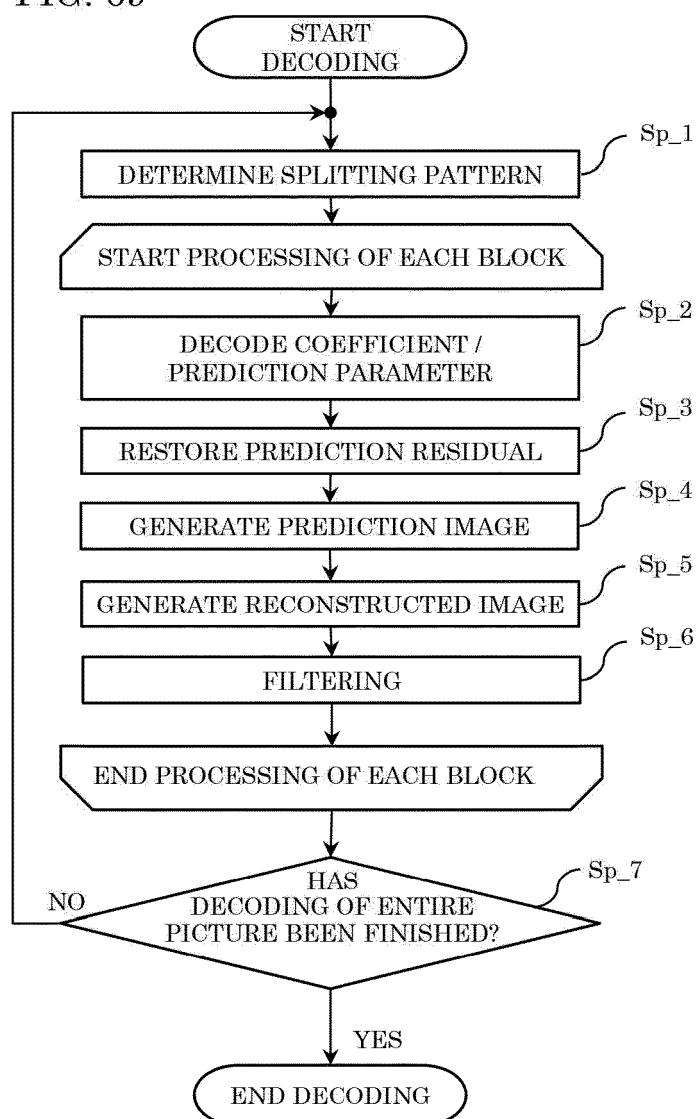 START
DECODING
Sp_1
DETERMINE SPLITTING PATTERN
START PROCESSING OF EACH BLOCK
Sp_2
DECODE COEFFICIENT /
PREDICTION PARAMETER
Sp_3
RESTORE PREDICTION RESIDUAL
Sp_4
GENERATE PREDICTION IMAGE
Sp_5
GENERATE RECONSTRUCTED IMAGE
Sp_6
FILTERING
END PROCESSING OF EACH BLOCK
Sp_7
HAS
NO
DECODING OF ENTIRE
PICTURE BEEN FINISHED?
YES
END DECODING